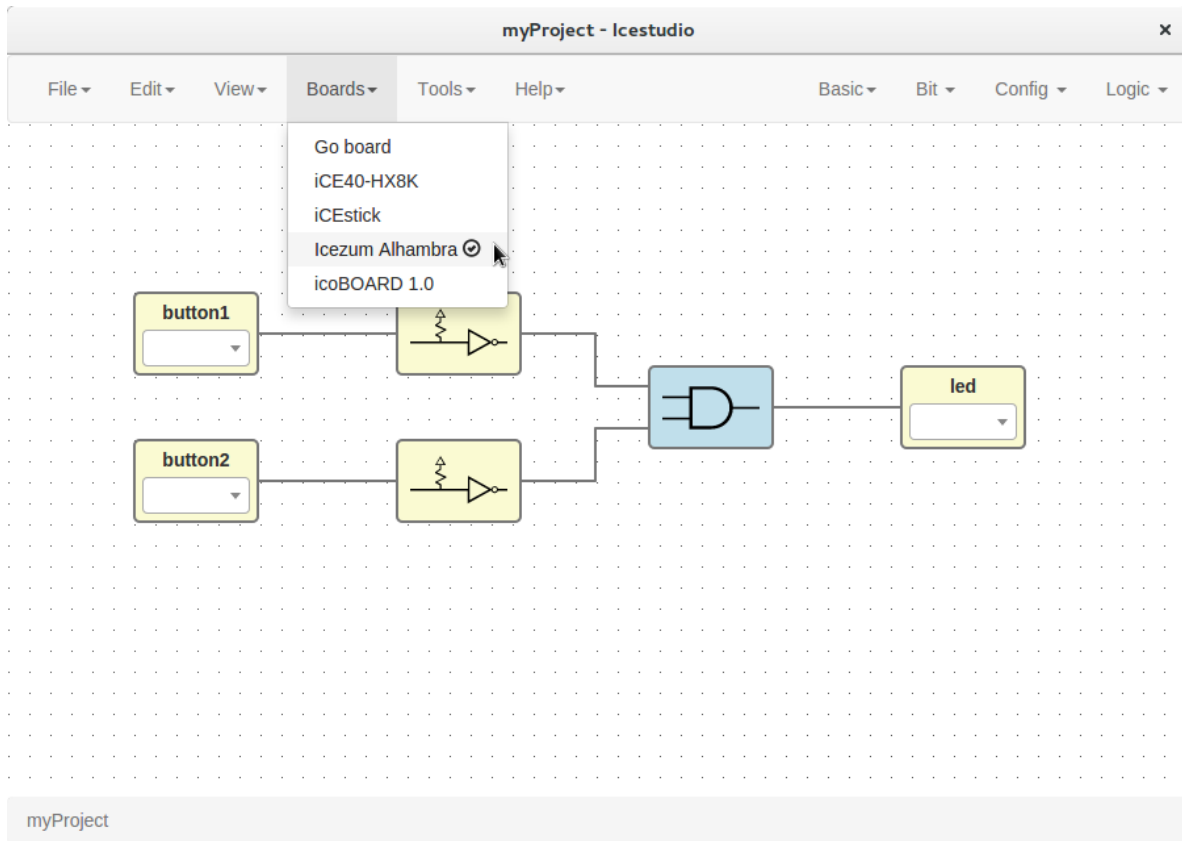 myProject - Icestudio
File Edit View Boards Tools Help Basic Bit Config Logic
Go board
iCE40-HX8K
iCEstick
Icezum Alhambra
icoBOARD 1.0
button1
led
button2
myProject